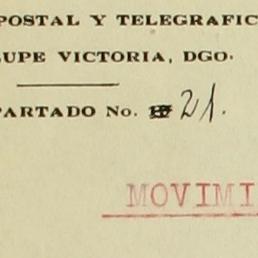 POSTAL Y TELEGRAFIC
LUPE VICTORIA, DGO.
PARTADO No. 21.
MOVIMI